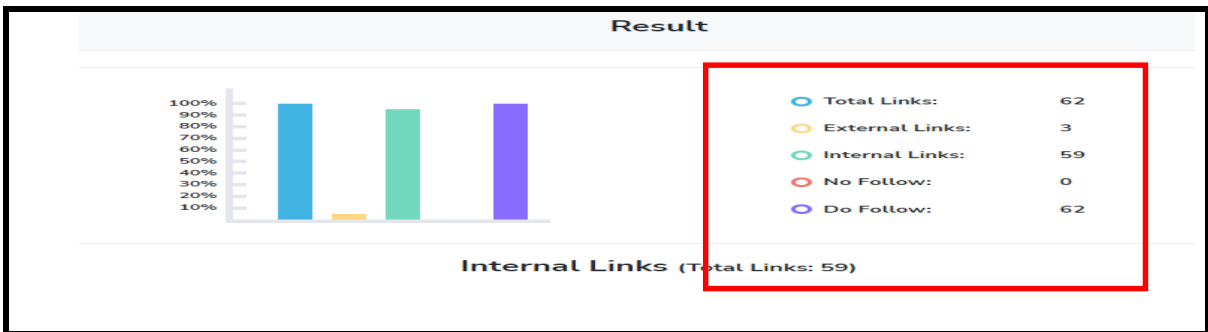 Result
100%
90%
80%
70%
60%
50%
40%
30%
20%
10%
Total Links: 62
External Links: 3
Internal Links: 59
No Follow: 0
Do Follow: 62
Internal Links (Total Links: 59)